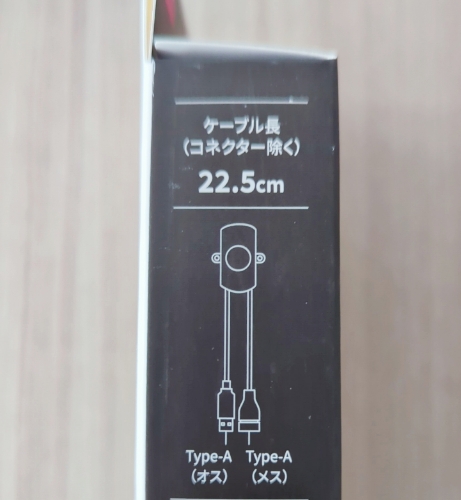 ケーブル長
(コネクター除く)
22.5cm
Type-A Type-A
(オス) (メス)